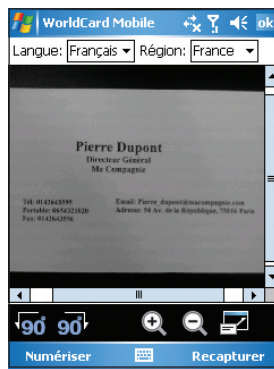 WorldCard Mobile ok
Langue: Français Région: France
Pierre Dupont
Directeur Général
Ma Compagnie
Tél: 0142643595 Email: Pierre_dupont@macompagnie.com
Portable: 0654321020 Adresse: 54 Av. de la République, 75016 Paris
Fax: 0142643596
90 90
Numériser Recapturer